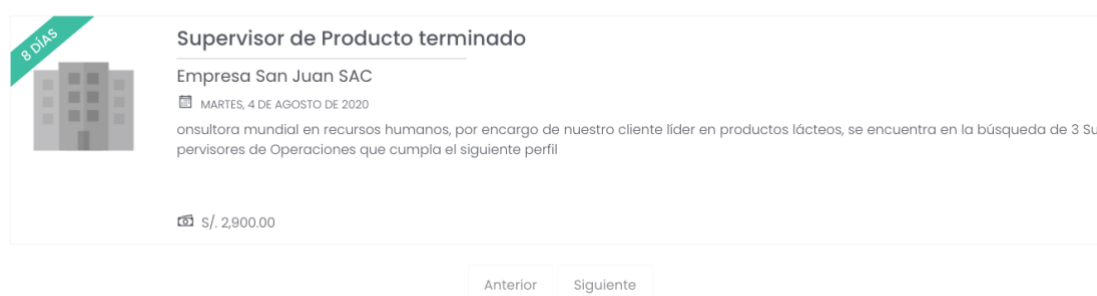 8 DÍAS
Supervisor de Producto terminado
Empresa San Juan SAC
MARTES, 4 DE AGOSTO DE 2020
onsultora mundial en recursos humanos, por encargo de nuestro cliente líder en productos lácteos, se encuentra en la búsqueda de 3 Su
pervisores de Operaciones que cumpla el siguiente perfil
S/. 2,900.00
Anterior Siguiente